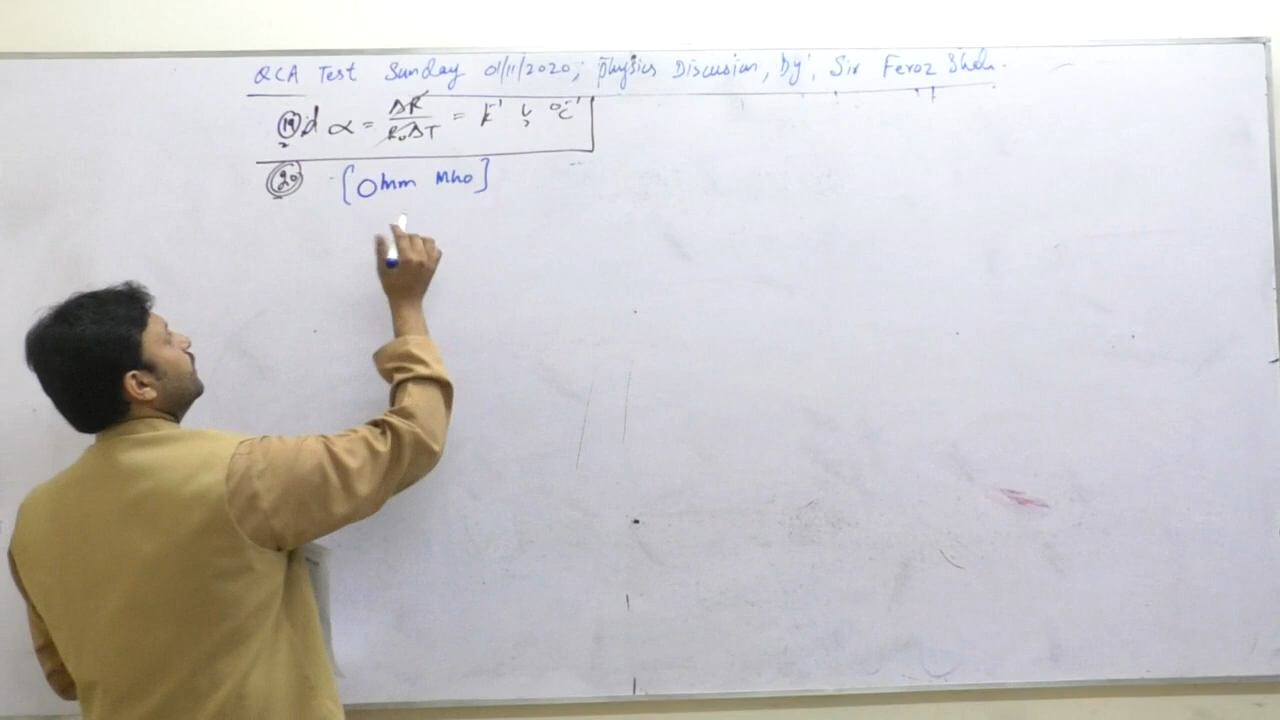 QCA Test Sunday 01/11/2020, Physics Discusion, by, Sir Feroz Shah.
19 d α = ΔR / R₀ΔT = K⁻¹, °C⁻¹
20 [Ohm Mho]